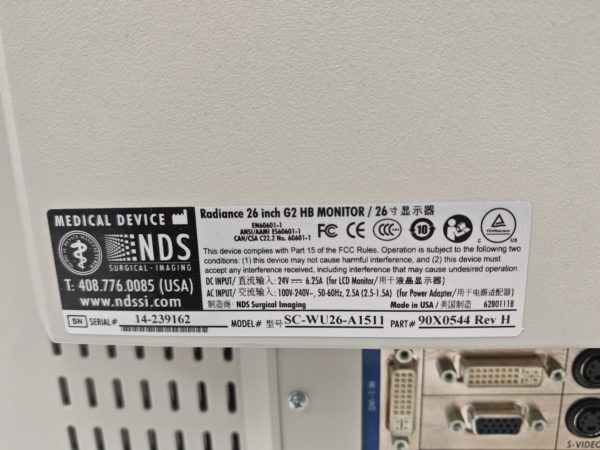 MEDICAL DEVICE
NDS
SURGICAL · IMAGING
T: 408.776.0085 (USA)
www.ndssi.com
Radiance 26 inch G2 HB MONITOR / 26寸显示器
EN60601-1
ANSI/AAMI ES60601-1
CAN/CSA C22.2 No. 60601-1
FC CE CCC 10
C US
This device complies with Part 15 of the FCC Rules. Operation is subject to the following two
conditions: (1) this device may not cause harmful interference, and (2) this device must
accept any interference received, including interference that may cause undesired operation.
DC INPUT/ 直流输入: 24V 6.25A (for LCD Monitor/用于液晶显示器)
AC INPUT/ 交流输入: 100V-240V~, 50-60Hz, 2.5A (2.5-1.5A) (for Power Adapter/用于电源适配器)
制造商: NDS Surgical Imaging Made in USA/美国制造 62B0111B
SN SERIAL# 14-239162 MODEL# 型号 SC-WU26-A1511 PART# 90X0544 Rev H
DVI-1 IN
S-VIDEO